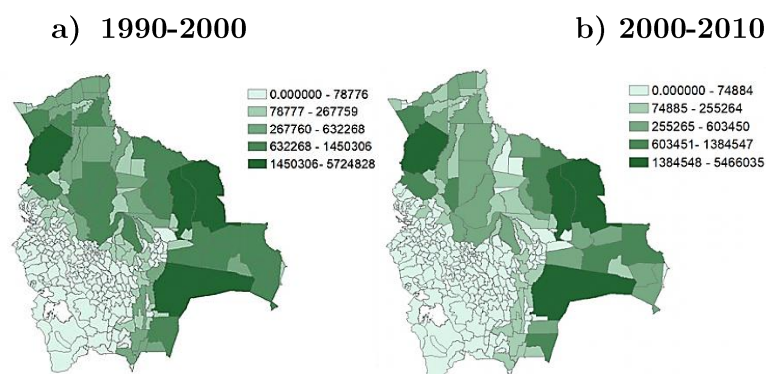 a) 1990-2000
0.000000 - 78776
78777 - 267759
267760 - 632268
632268 - 1450306
1450306- 5724828
b) 2000-2010
0.000000 - 74884
74885 - 255264
255265 - 603450
603451- 1384547
1384548 - 5466035